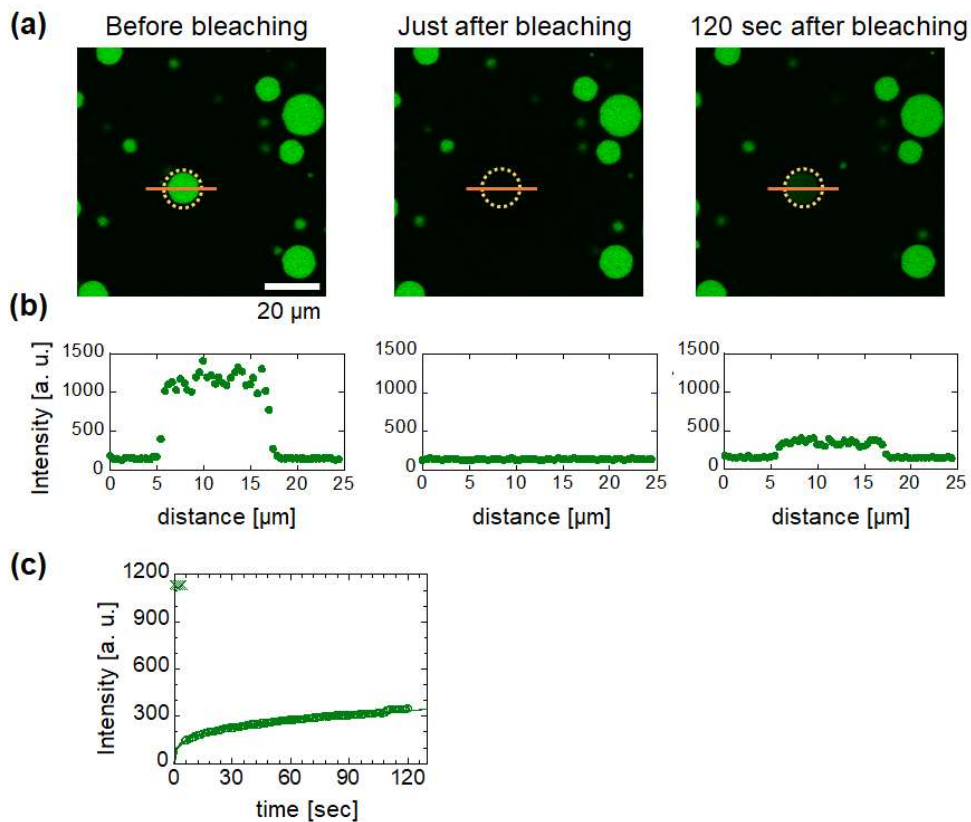 (a)
Before bleaching
Just after bleaching
120 sec after bleaching
20 µm
(b)
Intensity [a. u.]
1500
1000
500
0
0 5 10 15 20 25
distance [µm]
1500
1000
500
0
0 5 10 15 20 25
distance [µm]
1500
1000
500
0
0 5 10 15 20 25
distance [µm]
(c)
Intensity [a. u.]
1200
900
600
300
0
0 30 60 90 120
time [sec]